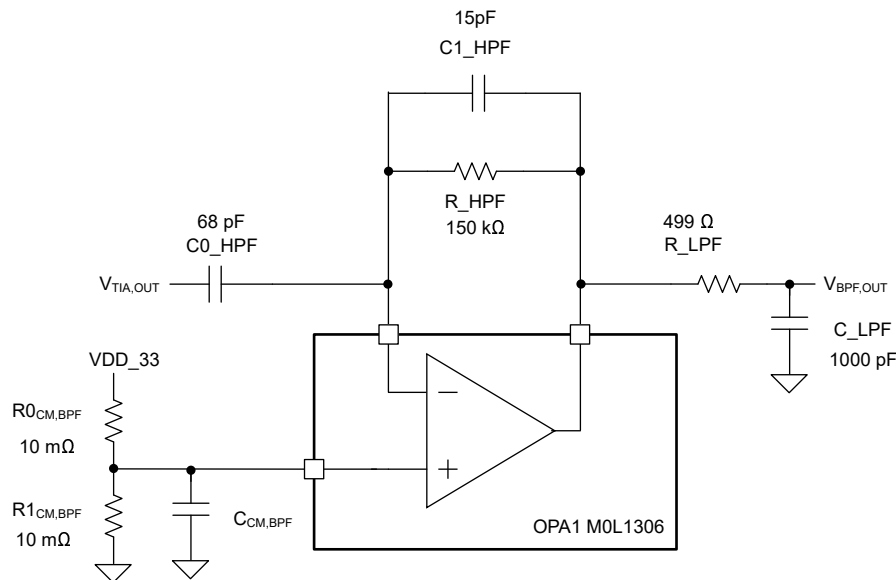 15pF
C1_HPF
R_HPF
150 kΩ
68 pF
C0_HPF
499 Ω
R_LPF
VTIA,OUT
VBPF,OUT
C_LPF
1000 pF
VDD_33
R0CM,BPF
10 mΩ
R1CM,BPF
10 mΩ
CCM,BPF
OPA1 M0L1306